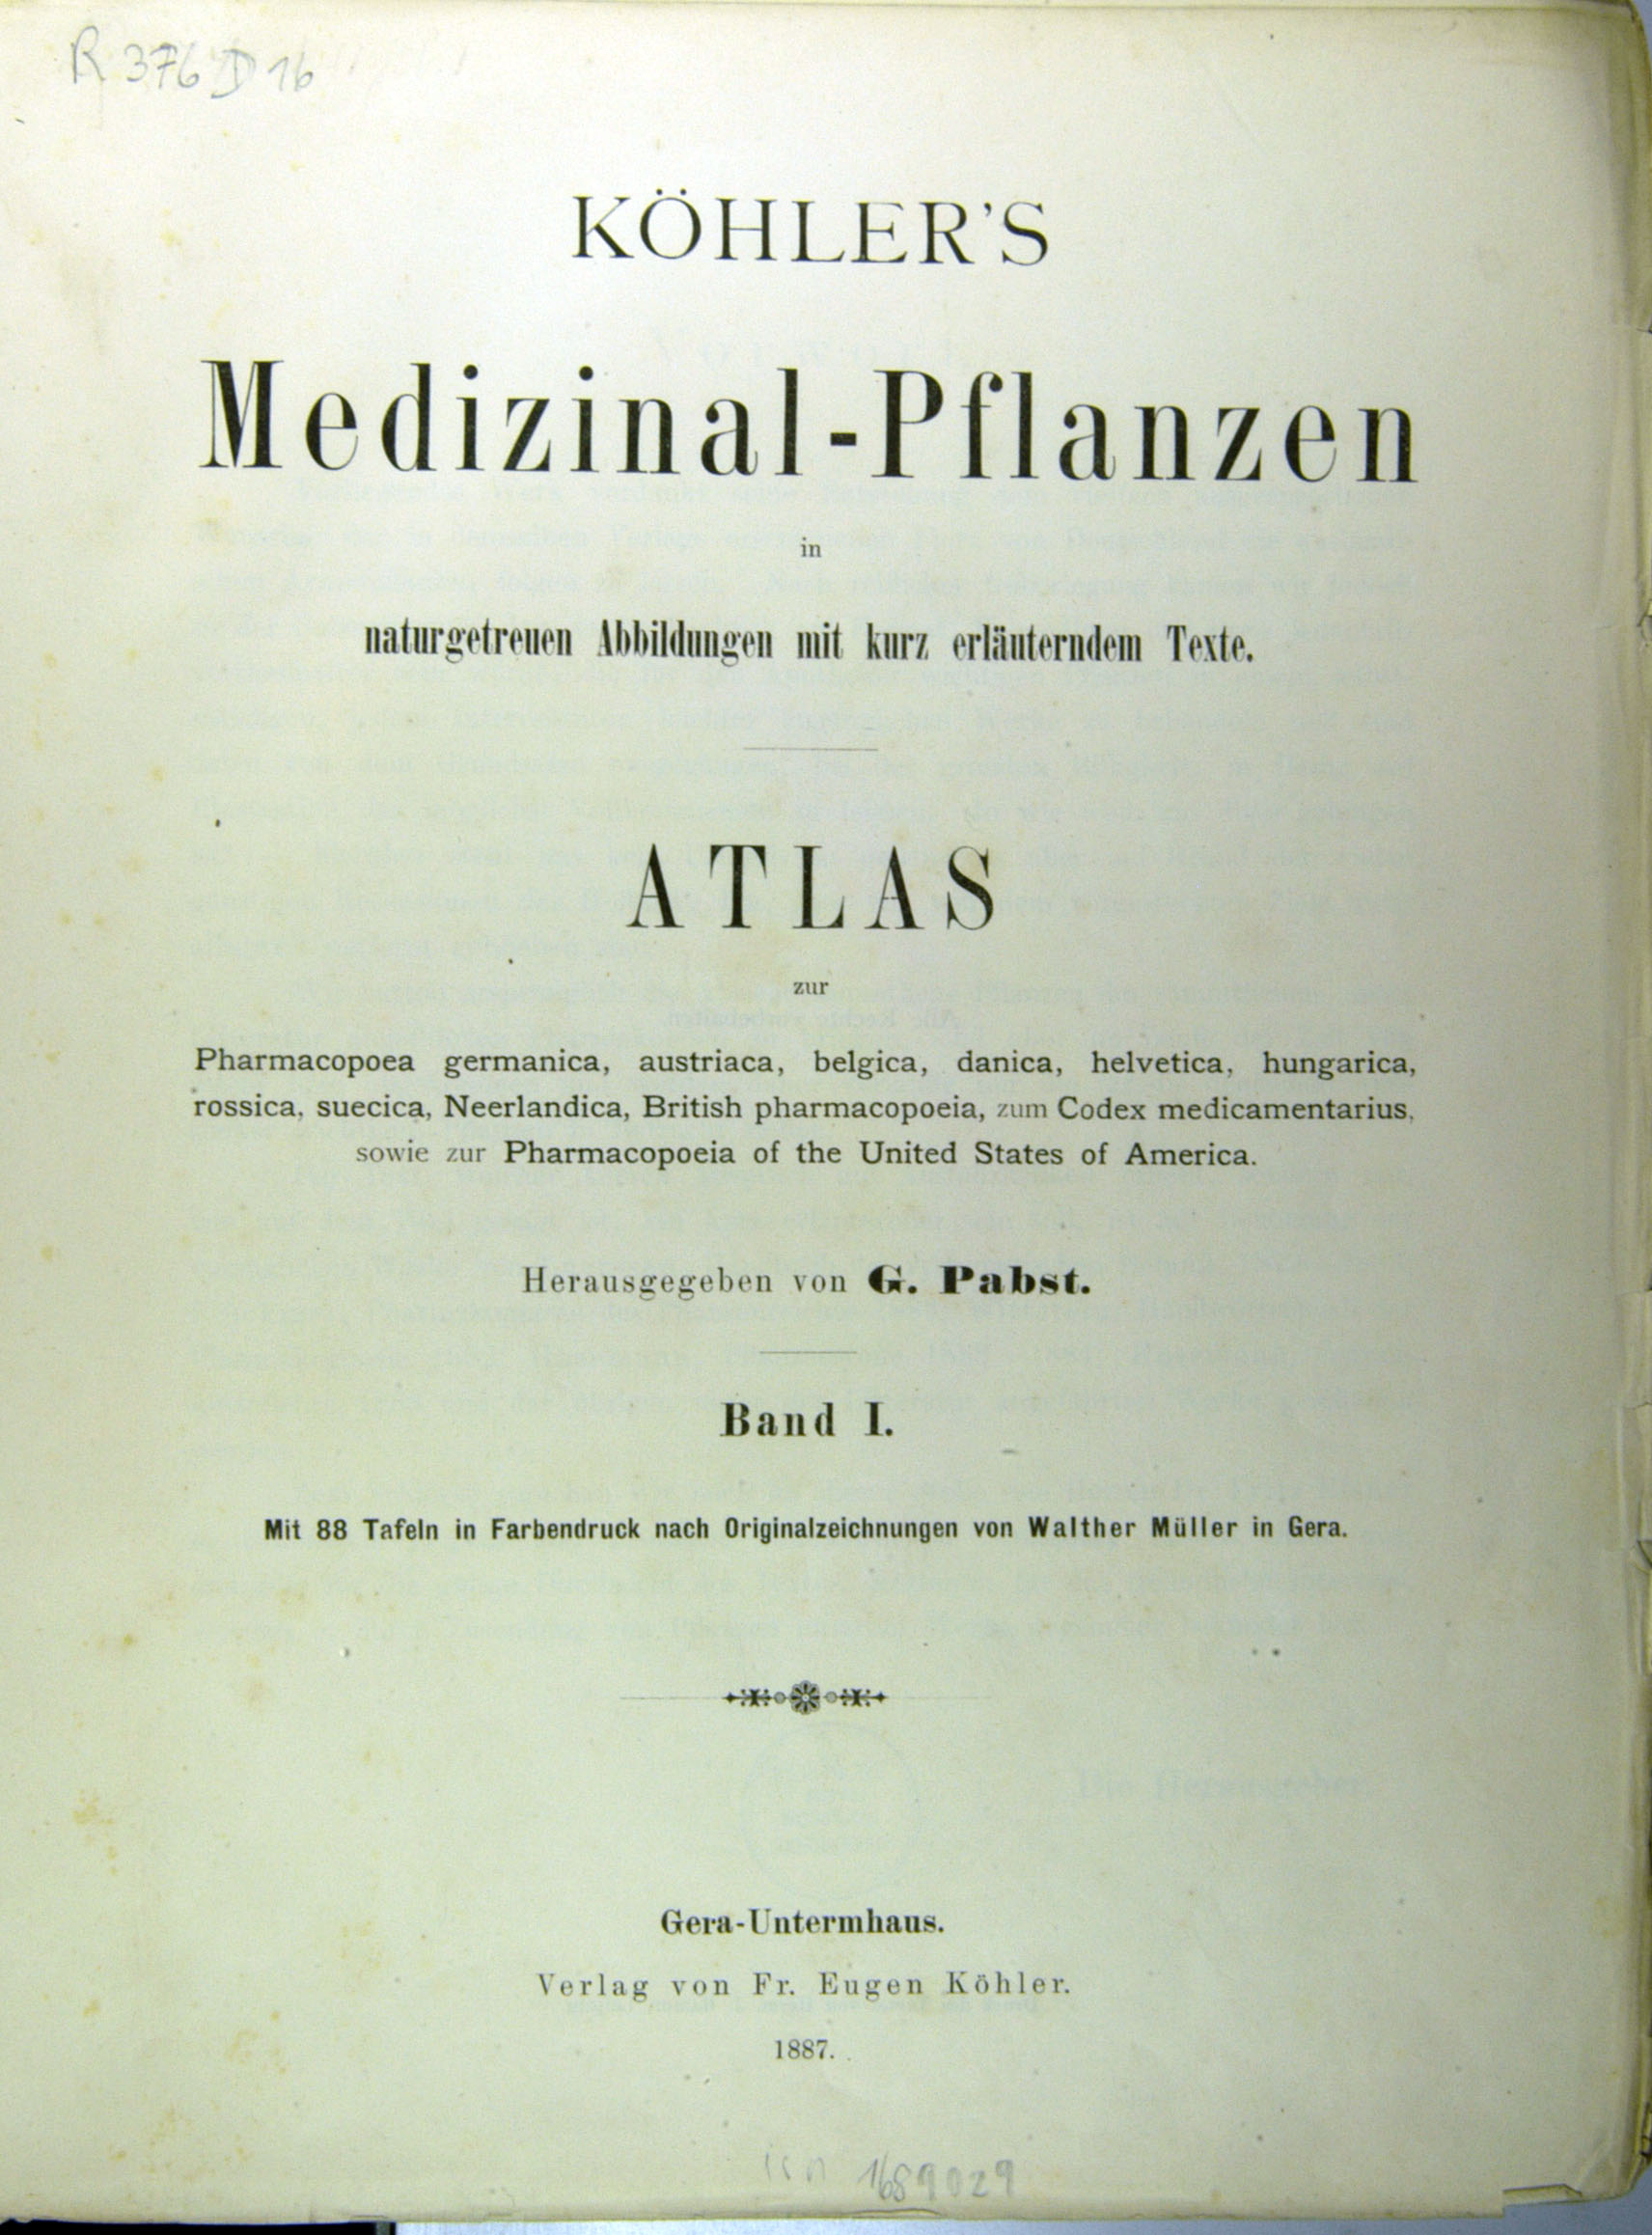 R 376 D 16
KÖHLER'S
Medizinal-Pflanzen
in
naturgetreuen Abbildungen mit kurz erläuterndem Texte.
ATLAS
zur
Pharmacopoea germanica, austriaca, belgica, danica, helvetica, hungarica,
rossica, suecica, Neerlandica, British pharmacopoeia, zum Codex medicamentarius,
sowie zur Pharmacopoeia of the United States of America.
Herausgegeben von G. Pabst.
Band I.
Mit 88 Tafeln in Farbendruck nach Originalzeichnungen von Walther Müller in Gera.
Gera-Untermhaus.
Verlag von Fr. Eugen Köhler.
1887.
1689029